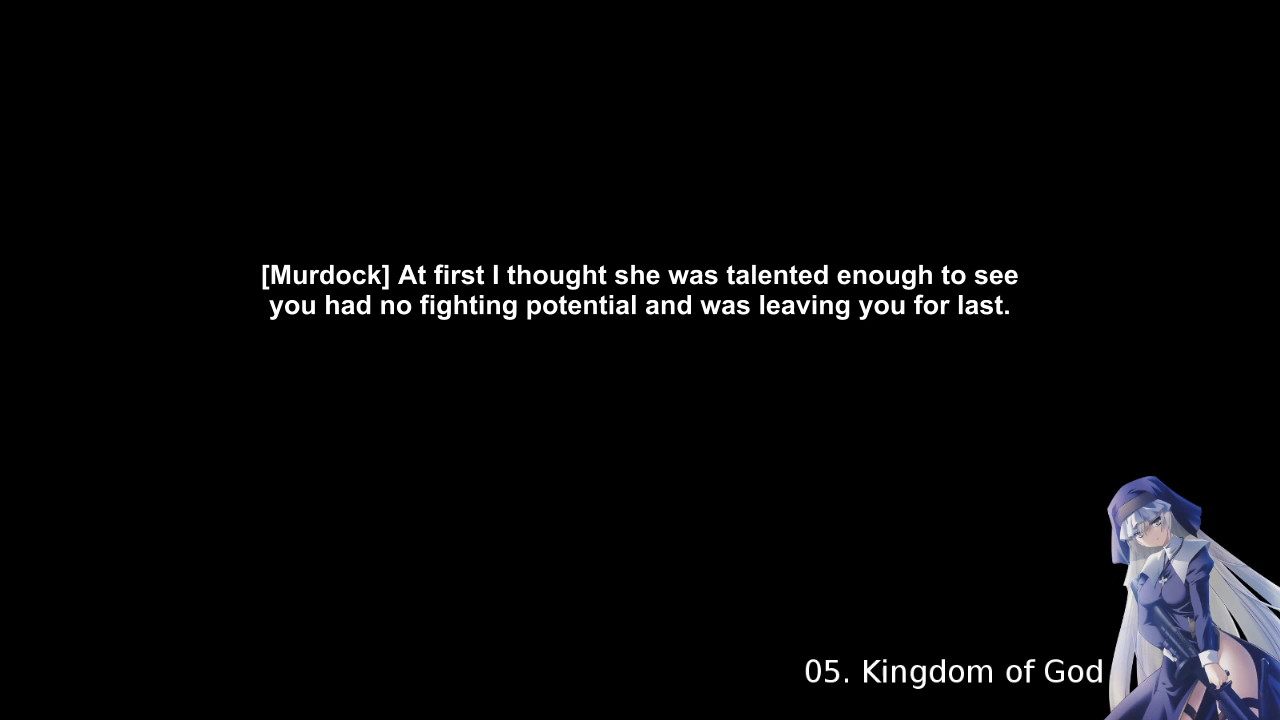 [Murdock] At first I thought she was talented enough to see
you had no fighting potential and was leaving you for last.
05. Kingdom of God